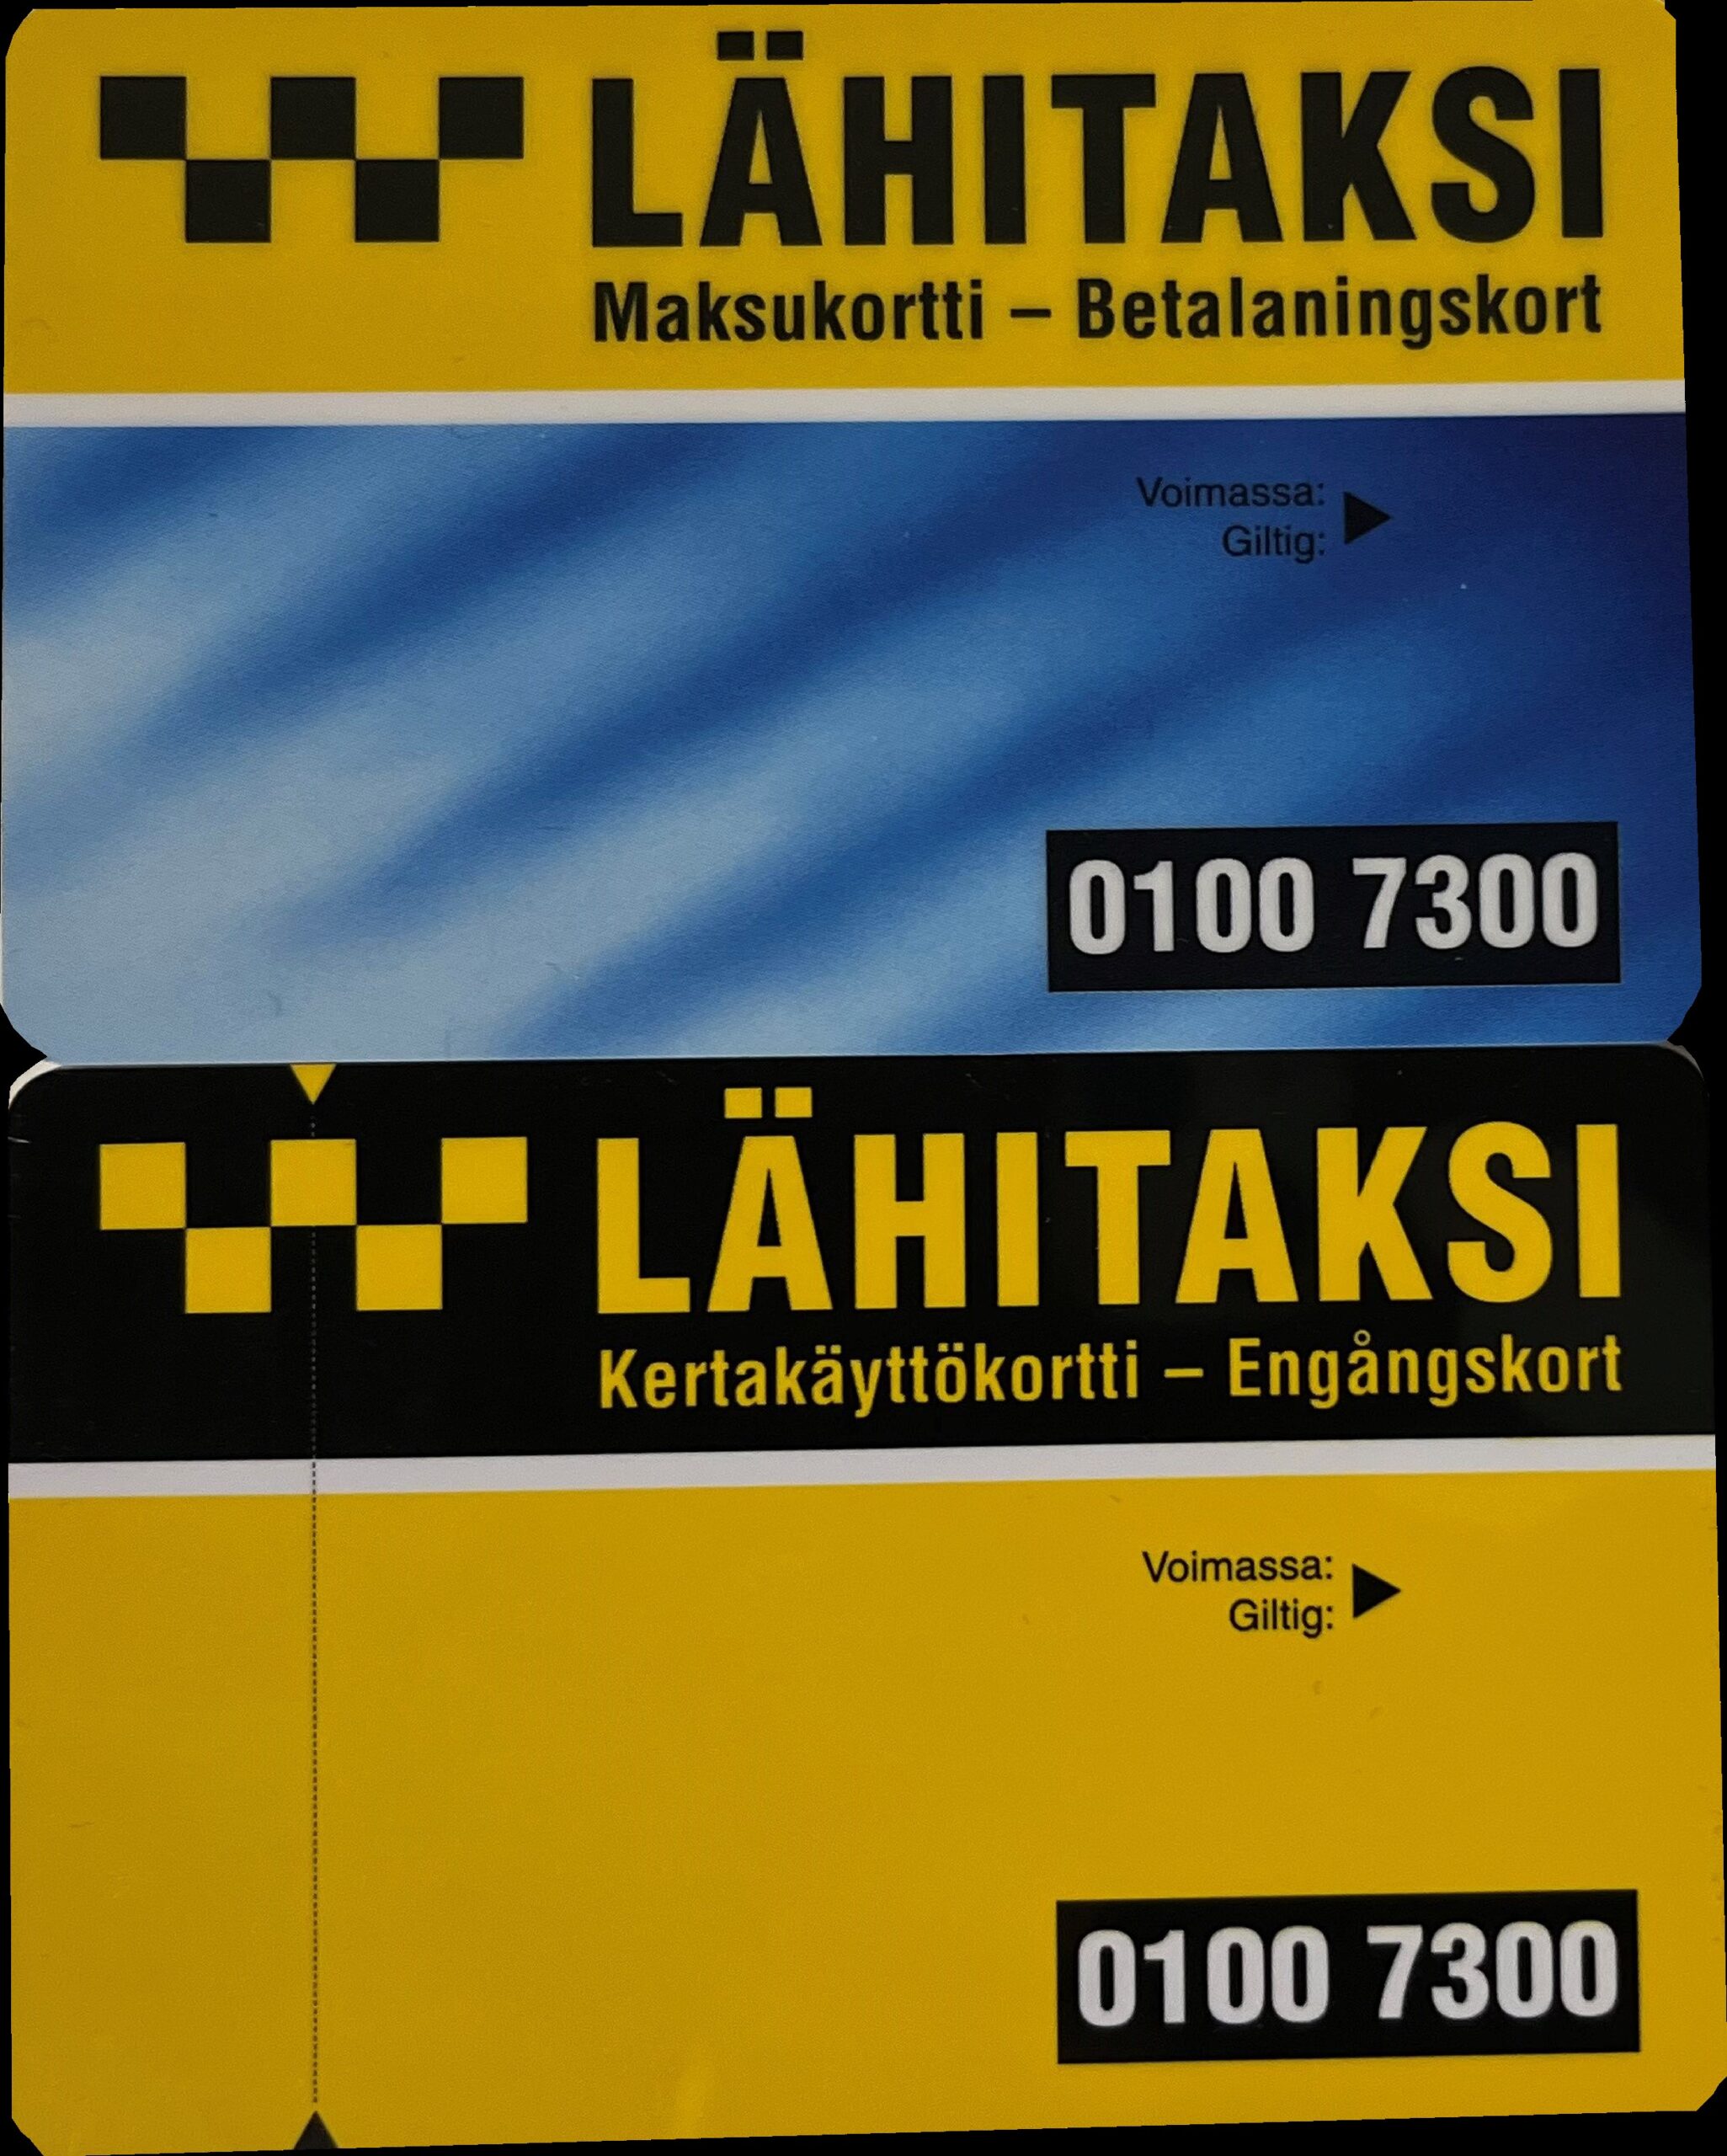 LÄHITAKSI
Maksukortti – Betalaningskort
Voimassa:
Giltig:
0100 7300
LÄHITAKSI
Kertakäyttökortti – Engångskort
Voimassa:
Giltig:
0100 7300